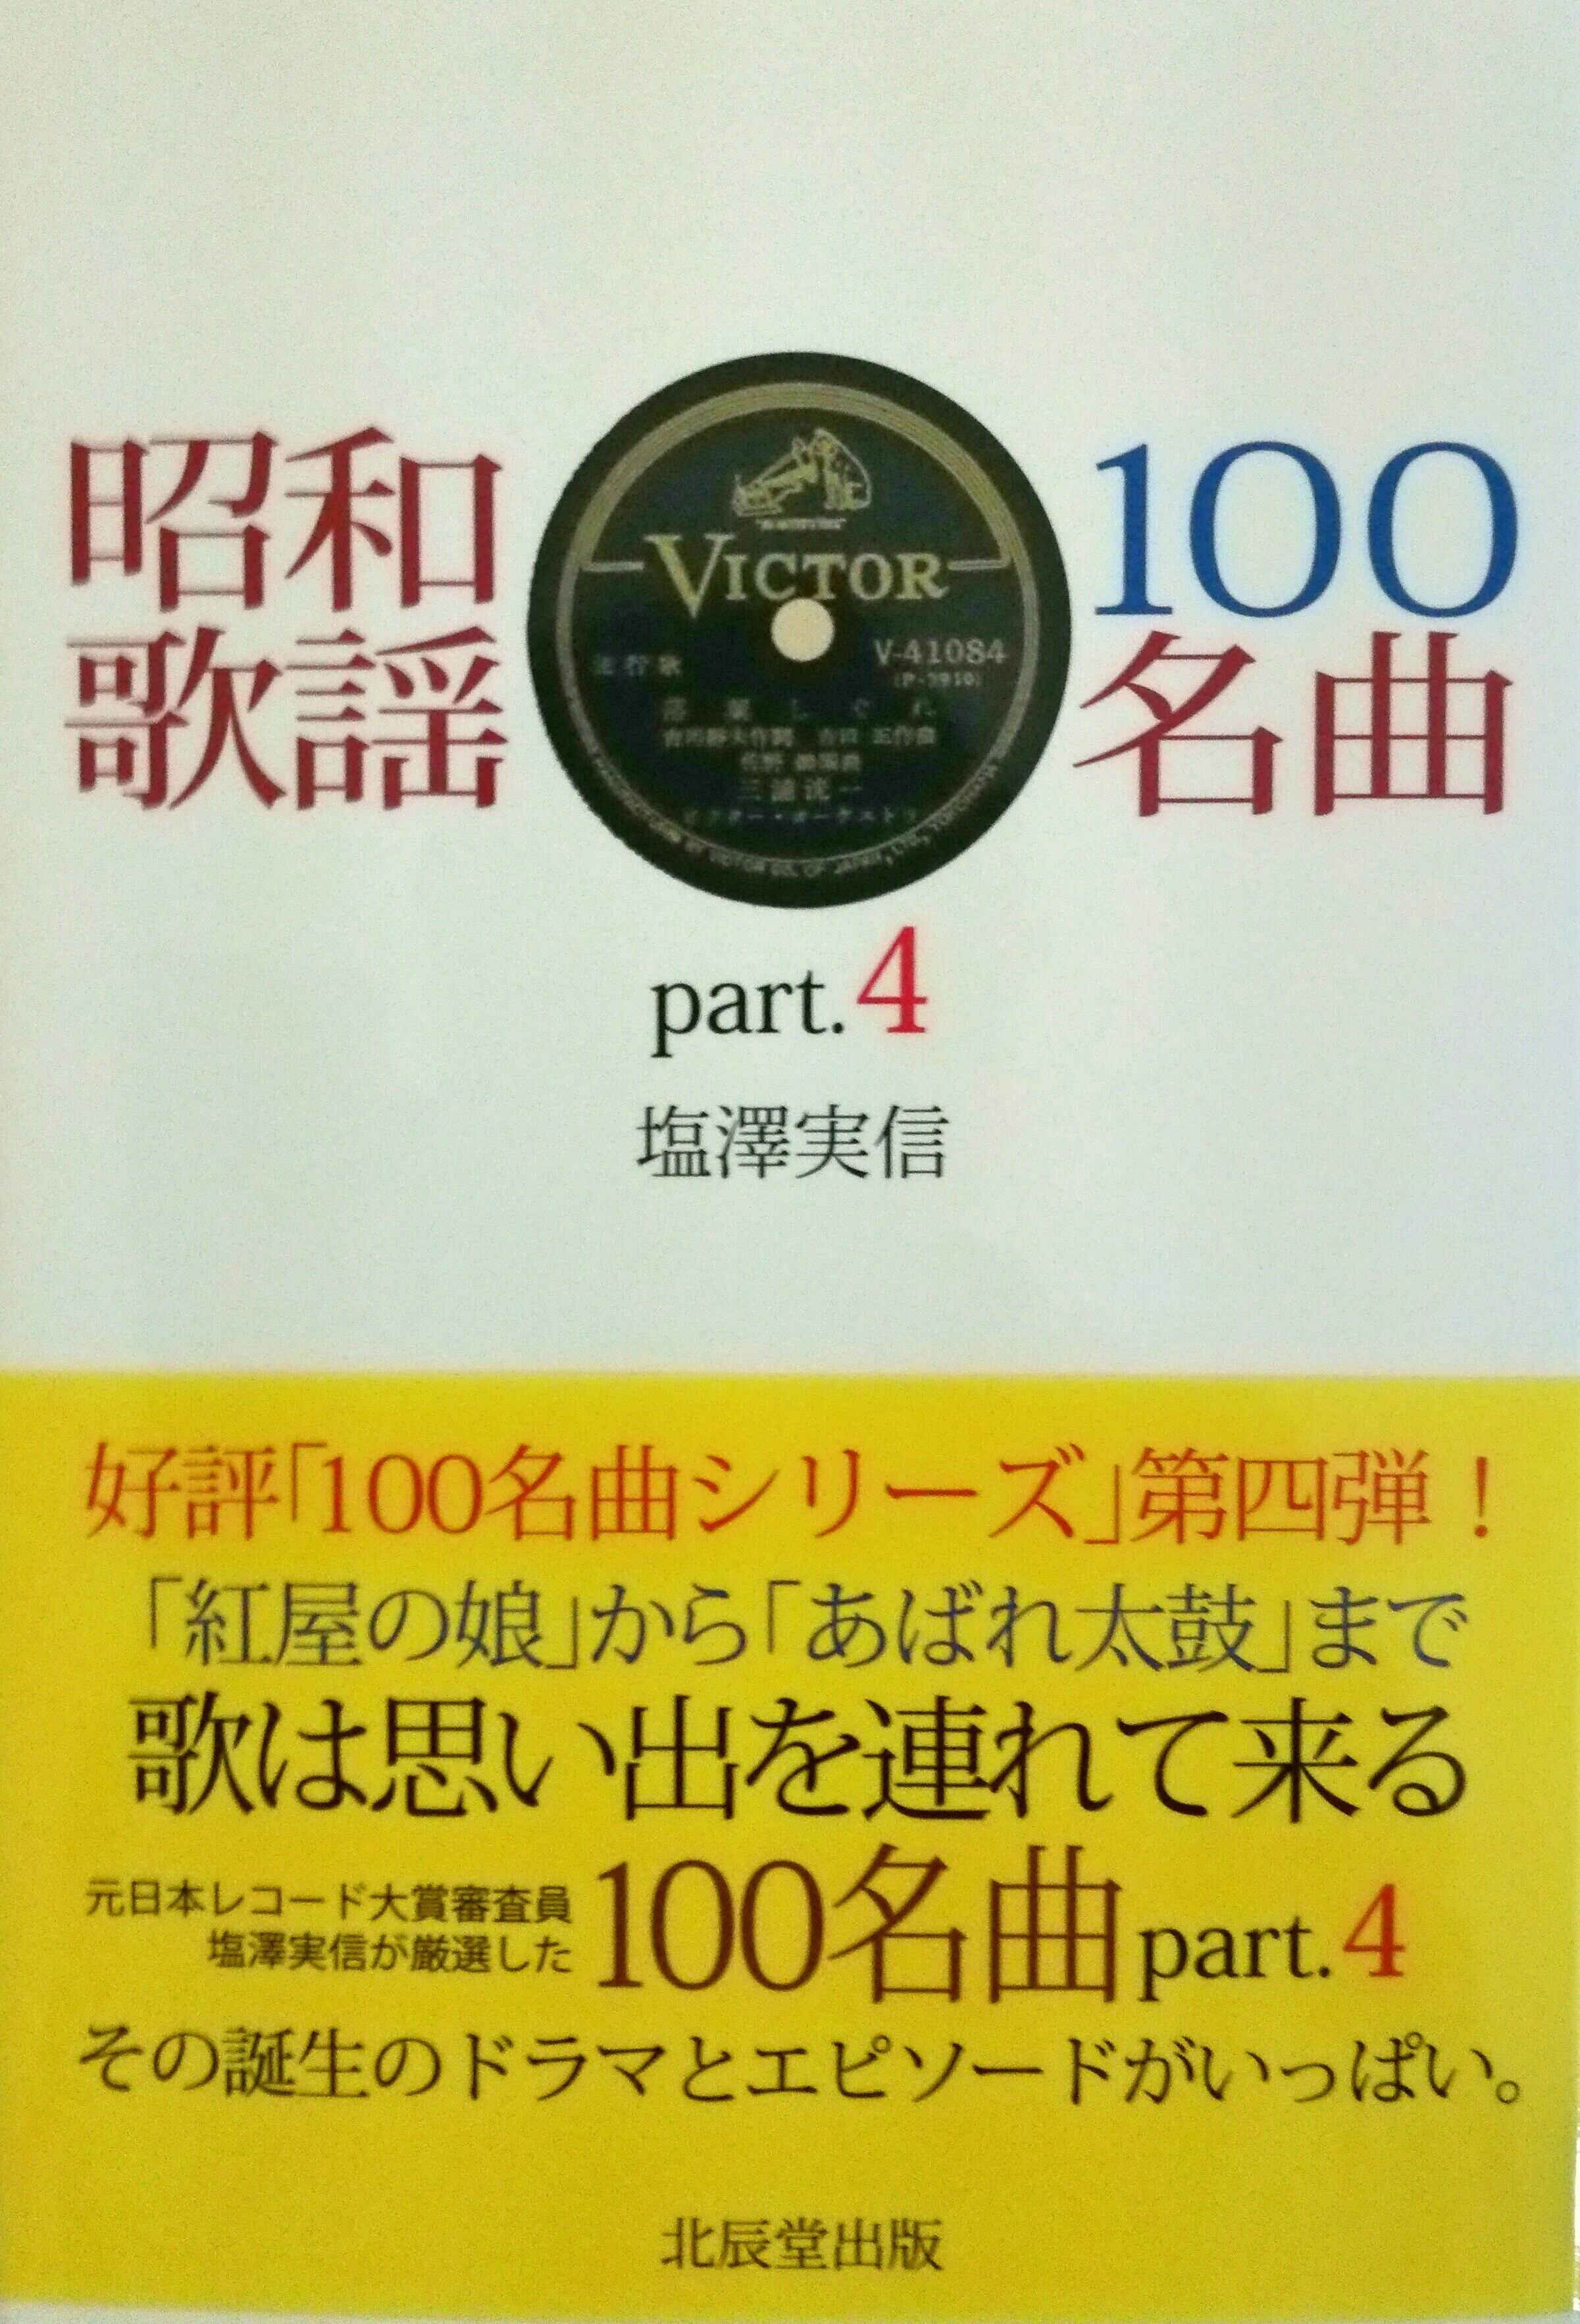 昭和
歌謡
100
名曲
VICTOR
V-41084
三浦洸一
part.4
塩澤実信
好評「100名曲シリーズ」第四弾！
「紅屋の娘」から「あばれ太鼓」まで
歌は思い出を連れて来る
元日本レコード大賞審査員
塩澤実信が厳選した
100名曲part.4
その誕生のドラマとエピソードがいっぱい。
北辰堂出版